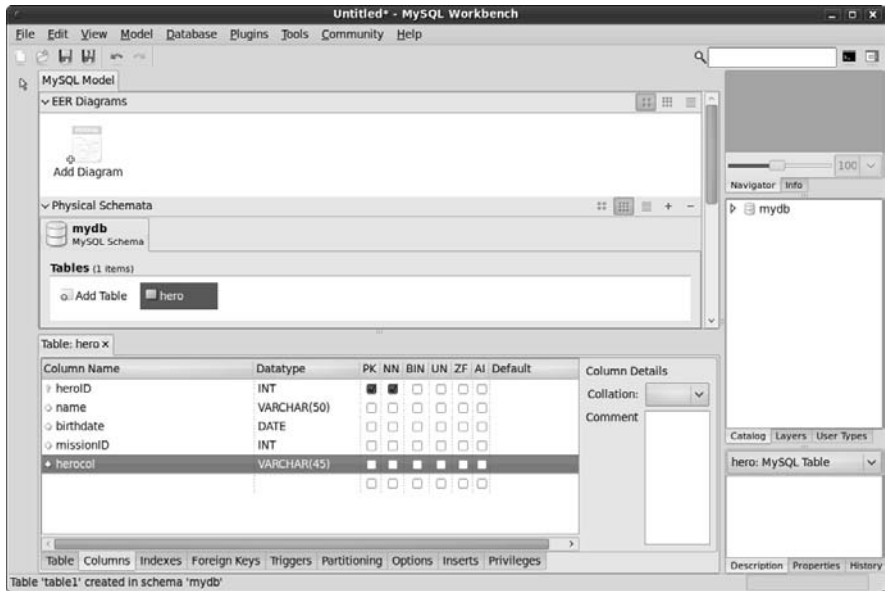 Untitled* - MySQL Workbench
File Edit View Model Database Plugins Tools Community Help
MySQL Model
EER Diagrams
Add Diagram
Physical Schemata
mydb
MySQL Schema
Tables (1 items)
Add Table hero
100
Navigator Info
mydb
Table: hero x
Column Name Datatype PK NN BIN UN ZF AI Default
heroID INT
name VARCHAR(50)
birthdate DATE
missionID INT
herocol VARCHAR(45)
Column Details
Collation:
Comment
Catalog Layers User Types
hero: MySQL Table
Table Columns Indexes Foreign Keys Triggers Partitioning Options Inserts Privileges
Description Properties History
Table 'table1' created in schema 'mydb'